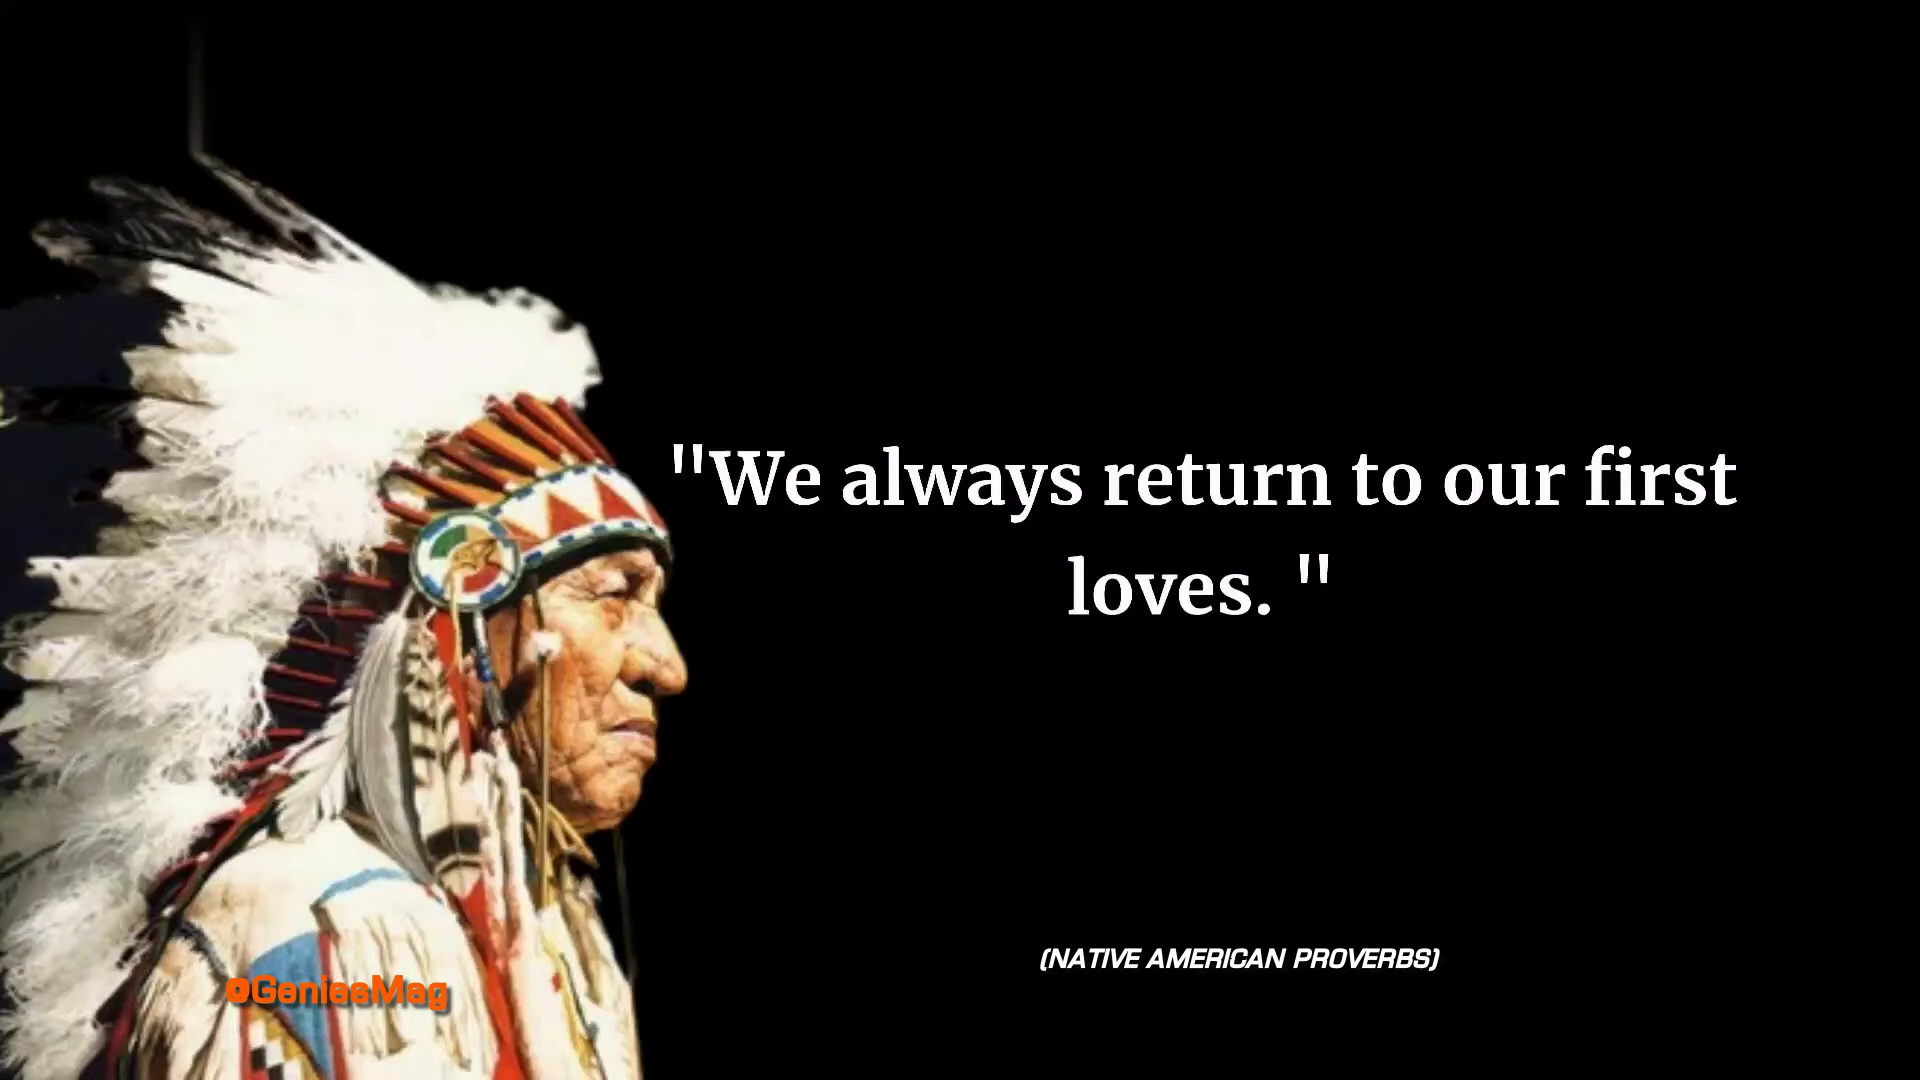 "We always return to our first
loves. "
(NATIVE AMERICAN PROVERBS)
@GeniesMag